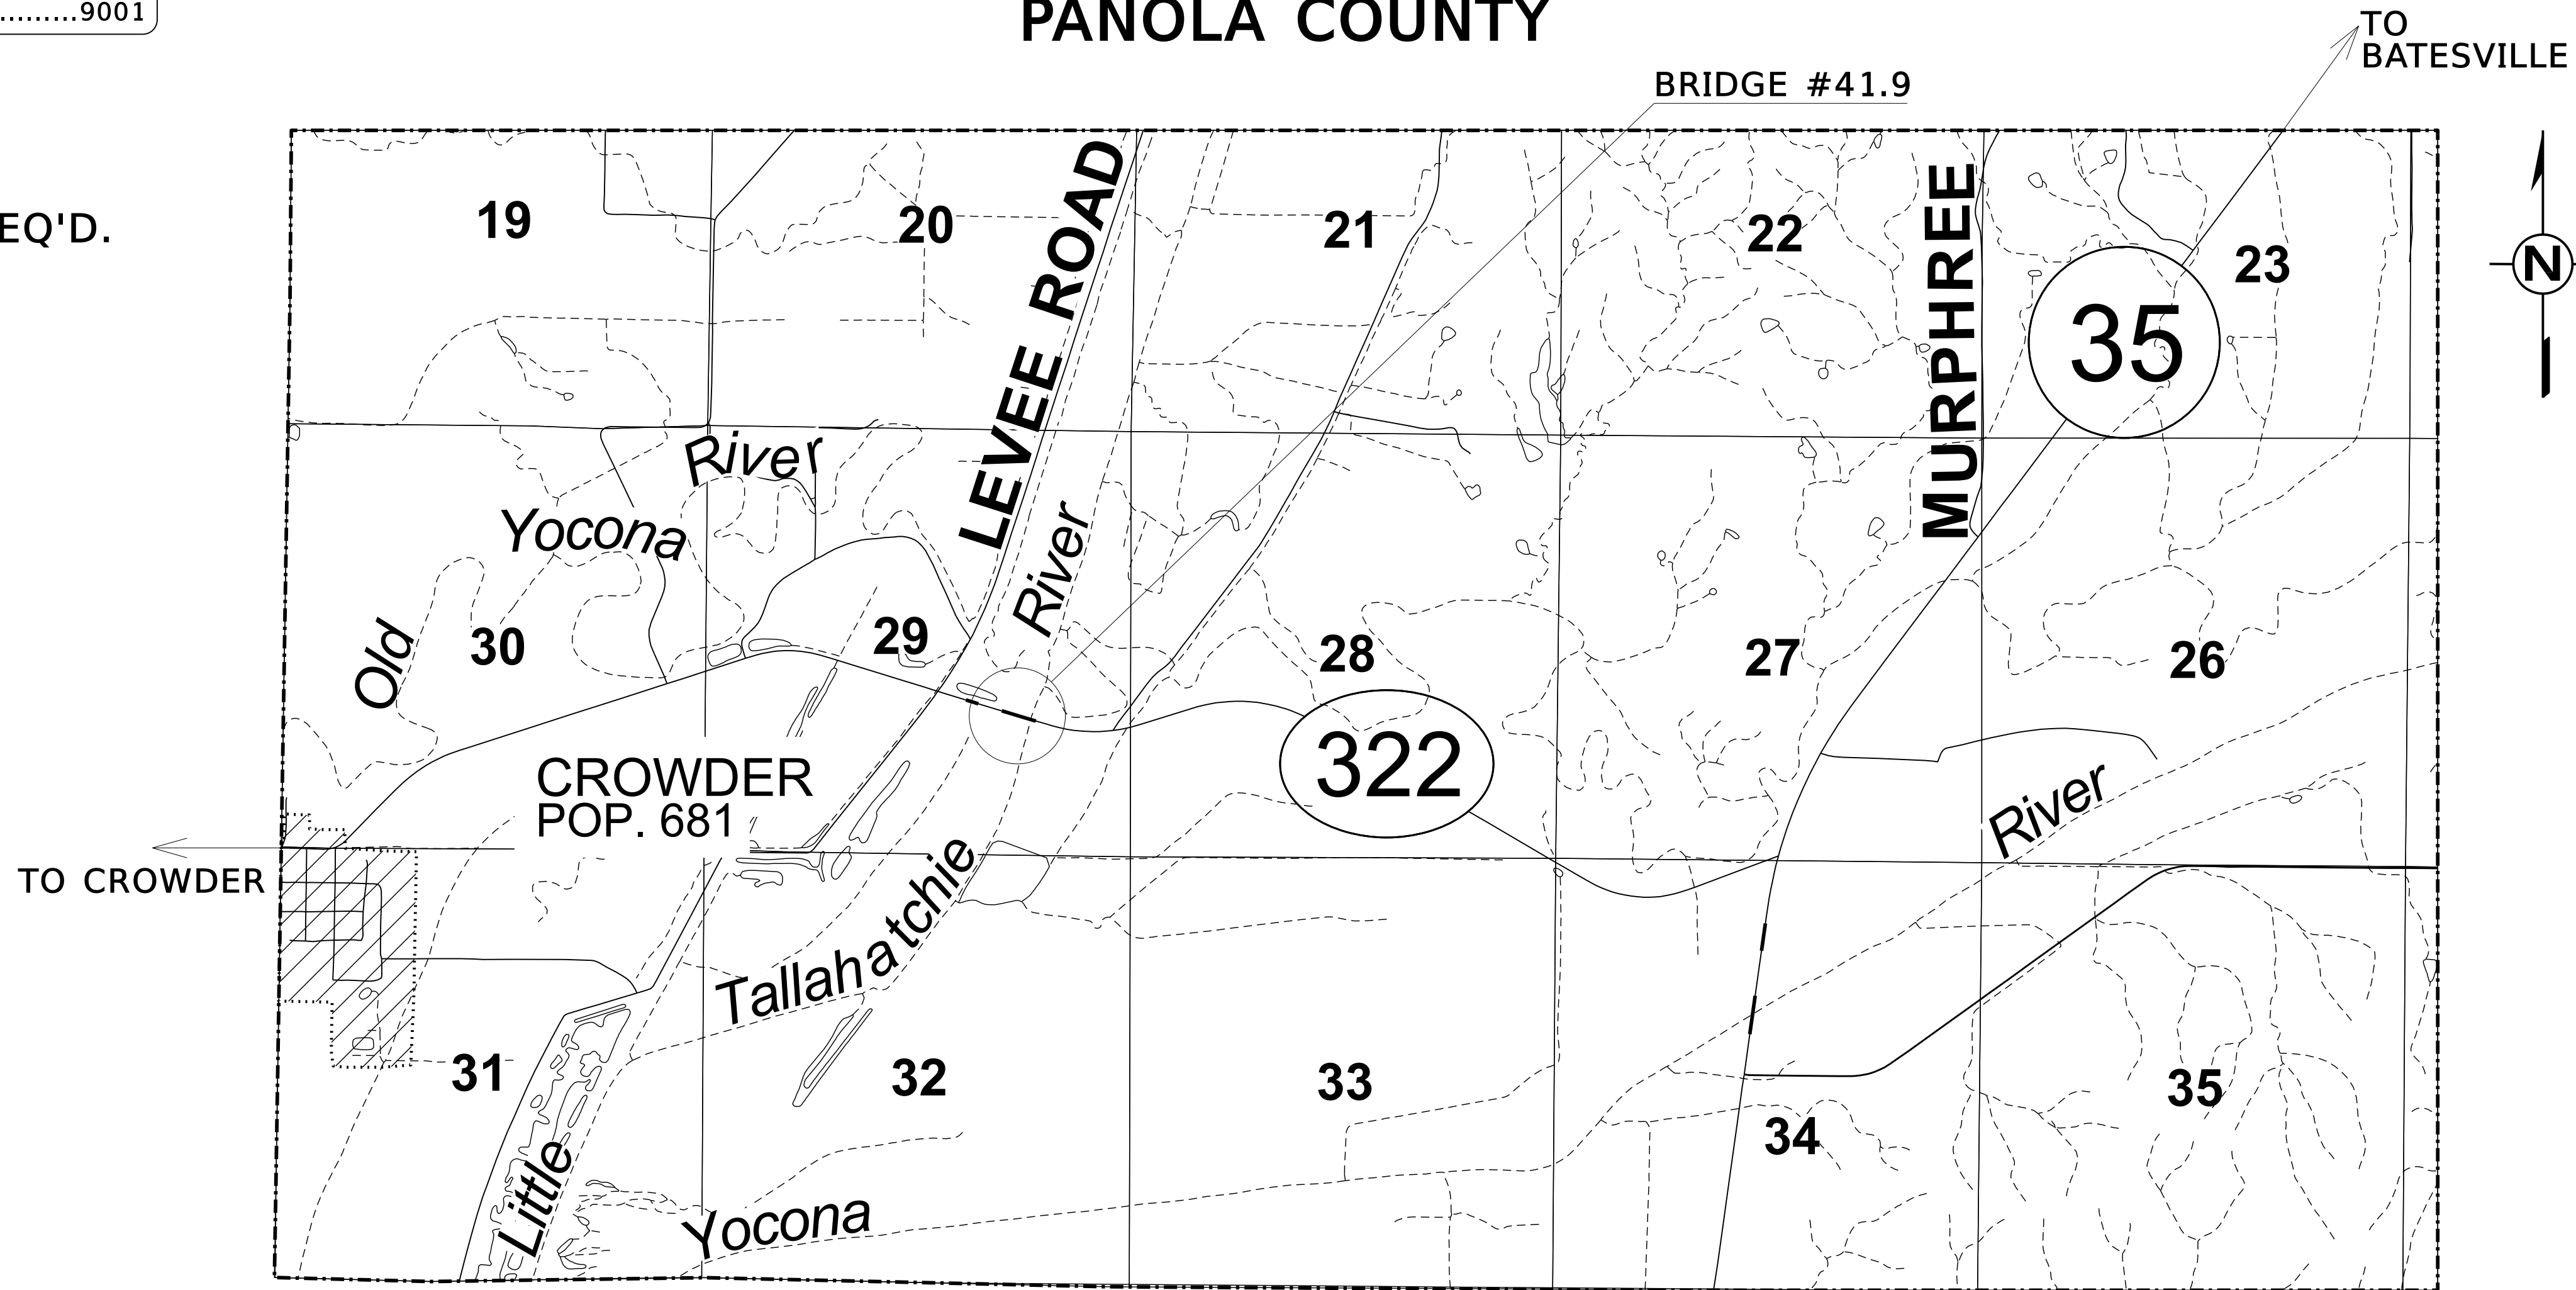 .........9001
PANOLA COUNTY
TO
BATESVILLE
BRIDGE #41.9
EQ'D.
19
20
LEVEE ROAD
21
22
MURPHREE
35
23
N
River
Yocona
Old
30
29
River
28
27
26
CROWDER
POP. 681
322
River
TO CROWDER
Tallahatchie
31
32
33
34
35
Little
Yocona